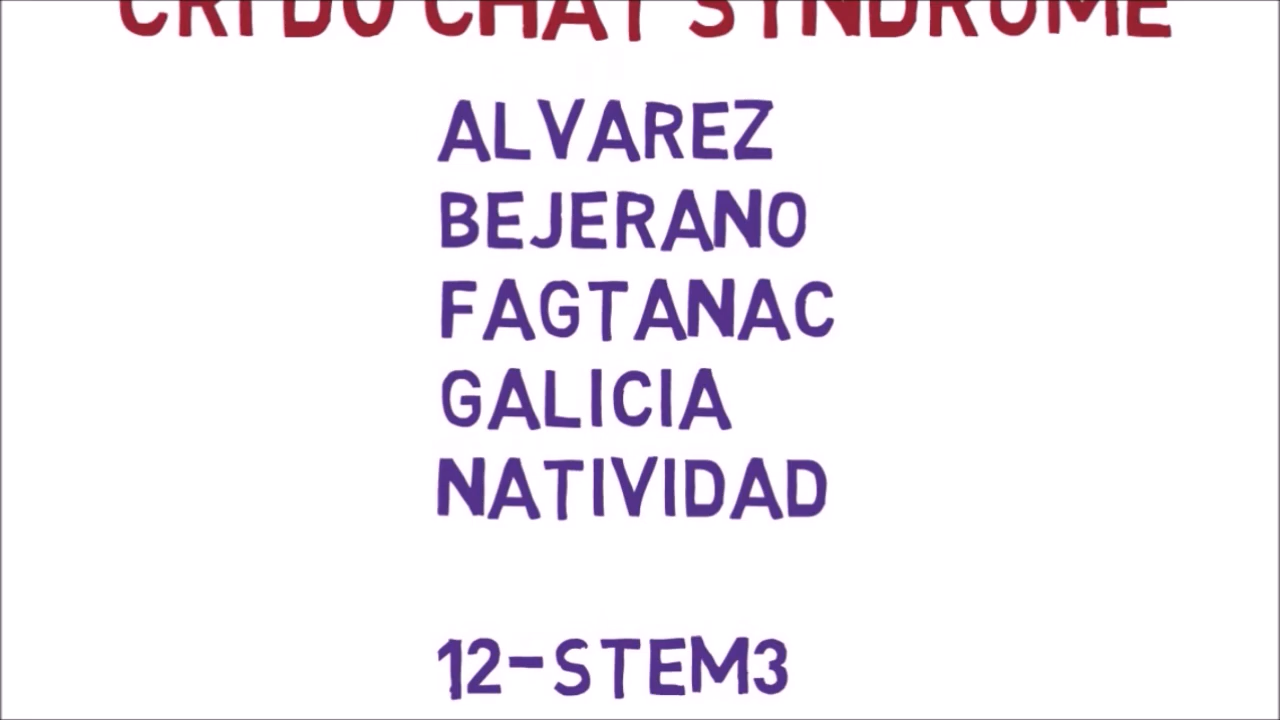 CRI DU CHAT SYNDROME
ALVAREZ
BEJERANO
FAGTANAC
GALICIA
NATIVIDAD
12-STEM3